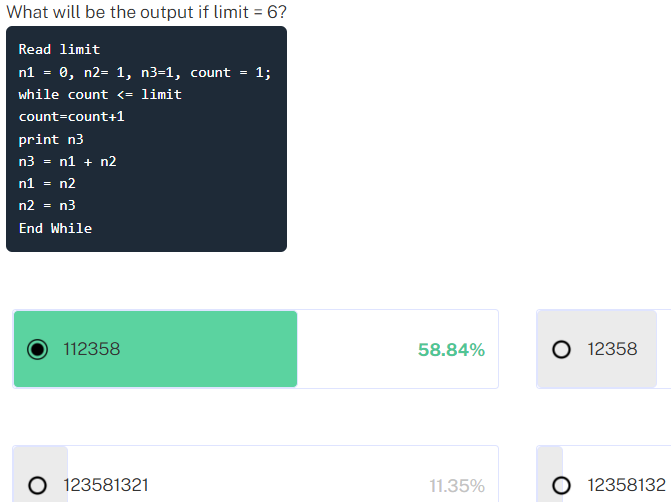 What will be the output if limit = 6?
Read limit
n1 = 0, n2= 1, n3=1, count = 1;
while count <= limit
count=count+1
print n3
n3 = n1 + n2
n1 = n2
n2 = n3
End While
112358 58.84% 12358
123581321 11.35% 12358132